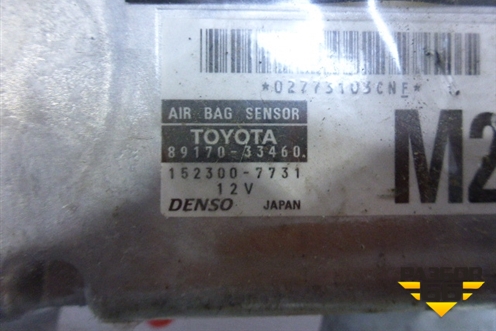 *02773103CNF*
AIR BAG SENSOR
TOYOTA
89170-33460.
152300-7731
12V
DENSO JAPAN
M2